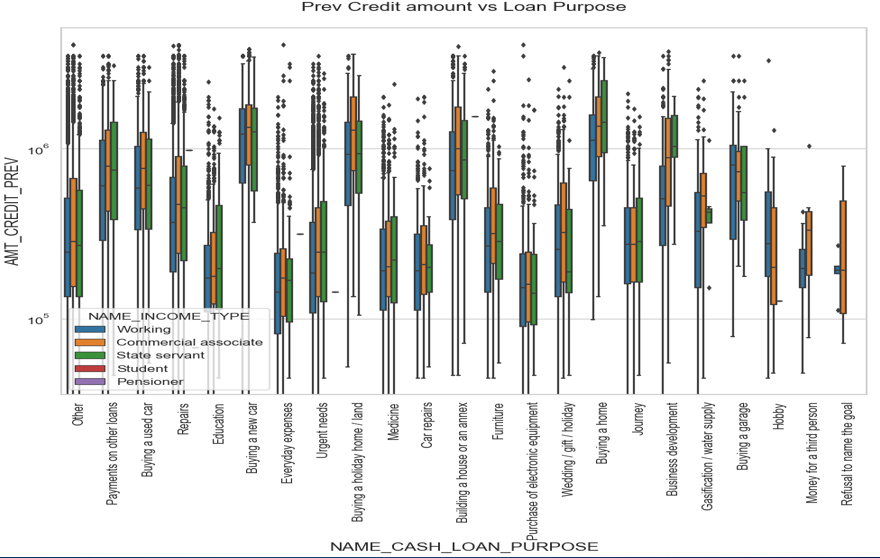 Prev Credit amount vs Loan Purpose
AMT_CREDIT_PREV
10⁶
10⁵
NAME_INCOME_TYPE
Working
Commercial associate
State servant
Student
Pensioner
Other
Payments on other loans
Buying a used car
Repairs
Education
Buying a new car
Everyday expenses
Urgent needs
Buying a holiday home / land
Medicine
Car repairs
Building a house or an annex
Furniture
Purchase of electronic equipment
Wedding / gift / holiday
Buying a home
Journey
Business development
Gasification / water supply
Buying a garage
Hobby
Money for a third person
Refusal to name the goal
NAME_CASH_LOAN_PURPOSE